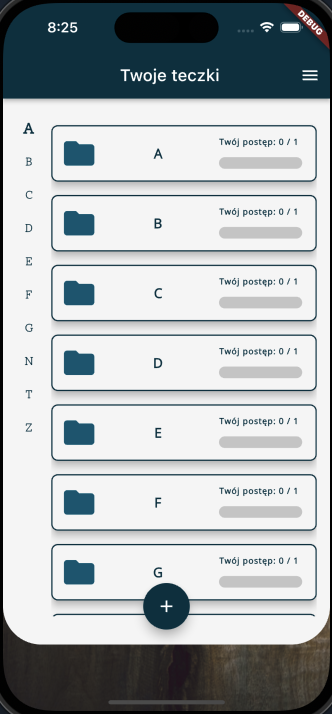 8:25
DEBUG
Twoje teczki
A
B
C
D
E
F
G
N
T
Z
A
Twój postęp: 0 / 1
B
Twój postęp: 0 / 1
C
Twój postęp: 0 / 1
D
Twój postęp: 0 / 1
E
Twój postęp: 0 / 1
F
Twój postęp: 0 / 1
G
Twój postęp: 0 / 1
+